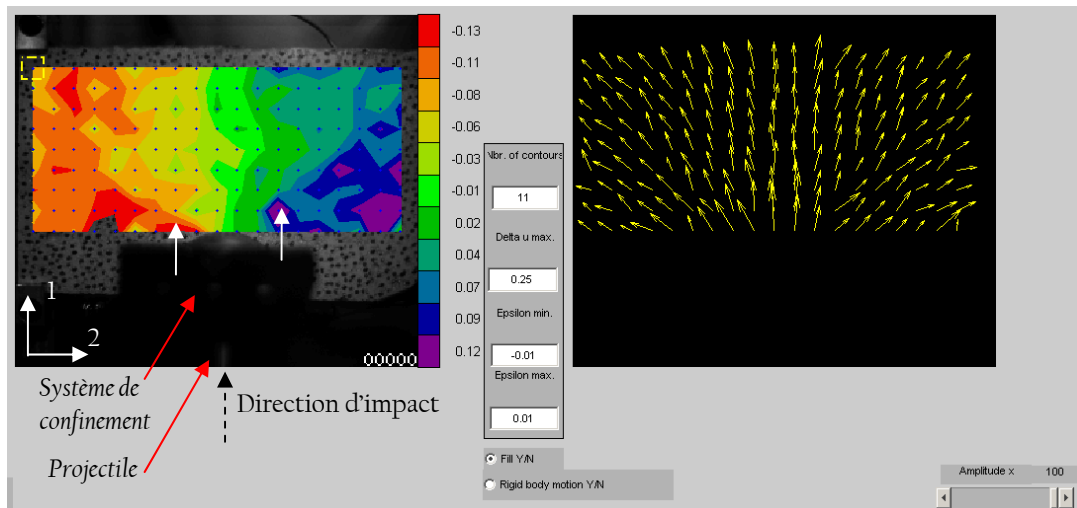 -0.13
-0.11
-0.08
-0.06
-0.03
-0.01
0.02
0.04
0.07
0.09
0.12
1
2
00000
Système de
confinement
Direction d'impact
Projectile
Nbr. of contours
11
Delta u max.
0.25
Epsilon min.
-0.01
Epsilon max.
0.01
Fill Y/N
Rigid body motion Y/N
Amplitude x 100